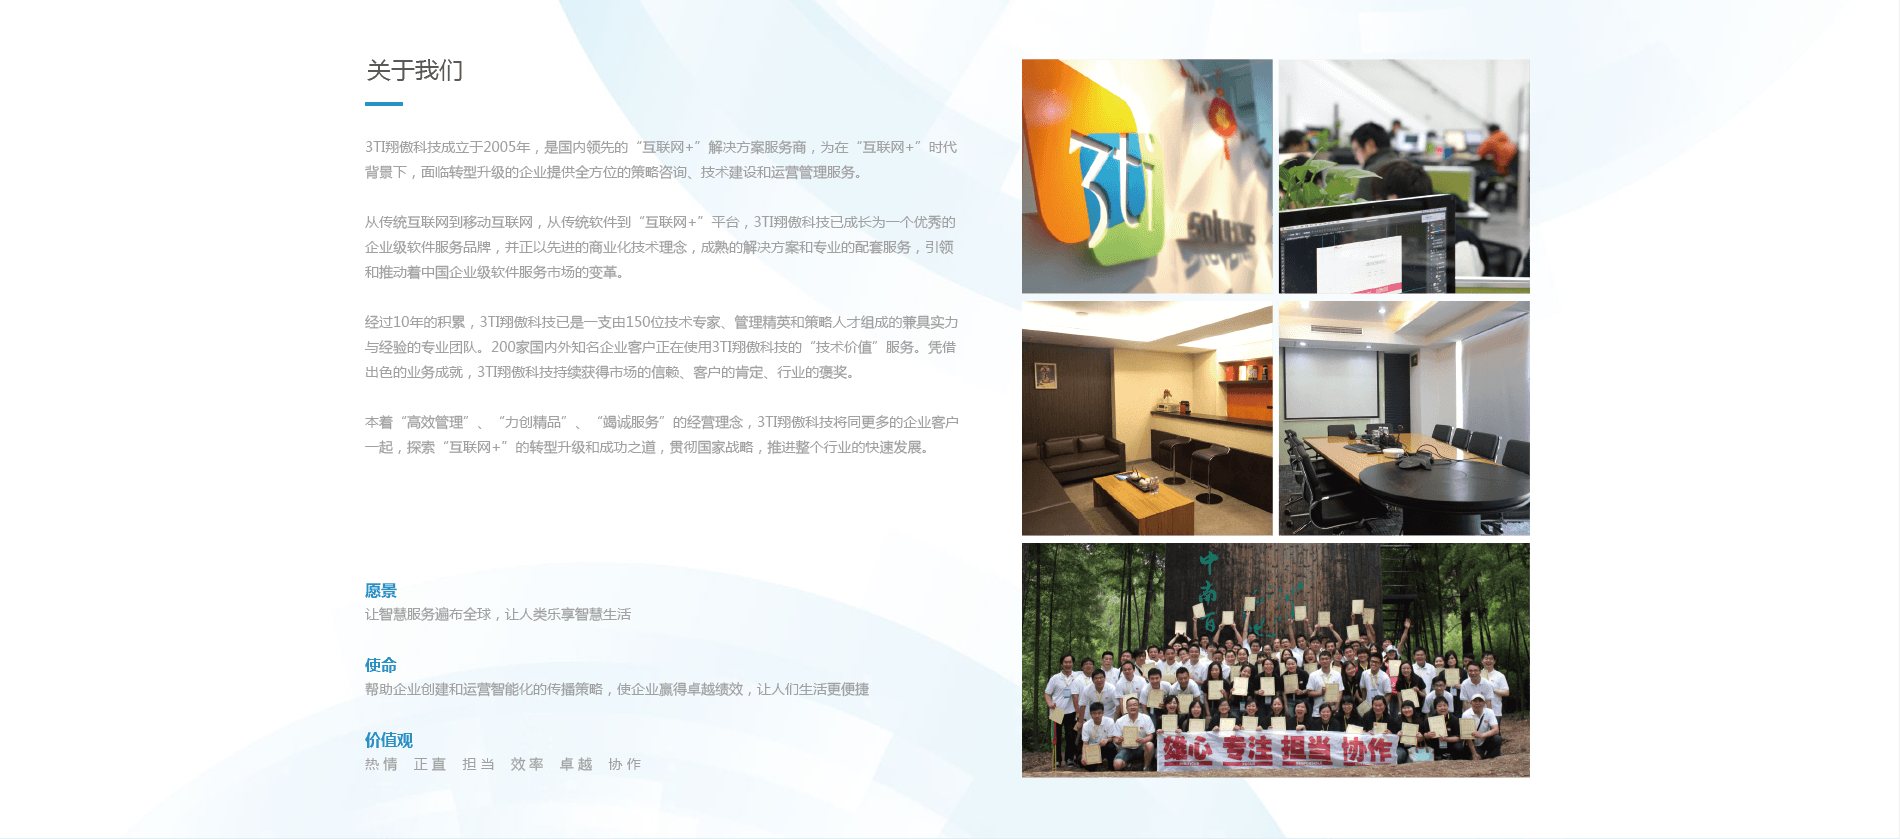 关于我们
3TI翔傲科技成立于2005年，是国内领先的“互联网+”解决方案服务商，为在“互联网+”时代
背景下，面临转型升级的企业提供全方位的策略咨询、技术建设和运营管理服务。
从传统互联网到移动互联网，从传统软件到“互联网+”平台，3TI翔傲科技已成长为一个优秀的
企业级软件服务品牌，并正以先进的商业化技术理念，成熟的解决方案和专业的配套服务，引领
和推动着中国企业级软件服务市场的变革。
经过10年的积累，3TI翔傲科技已是一支由150位技术专家、管理精英和策略人才组成的兼具实力
与经验的专业团队。200家国内外知名企业客户正在使用3TI翔傲科技的“技术价值”服务。凭借
出色的业务成就，3TI翔傲科技持续获得市场的信赖、客户的肯定、行业的褒奖。
本着“高效管理”、“力创精品”、“竭诚服务”的经营理念，3TI翔傲科技将同更多的企业客户
一起，探索“互联网+”的转型升级和成功之道，贯彻国家战略，推进整个行业的快速发展。
愿景
让智慧服务遍布全球，让人类乐享智慧生活
使命
帮助企业创建和运营智能化的传播策略，使企业赢得卓越绩效，让人们生活更便捷
价值观
热情 正直 担当 效率 卓越 协作
3ti
中南百
雄心 专注 担当 协作